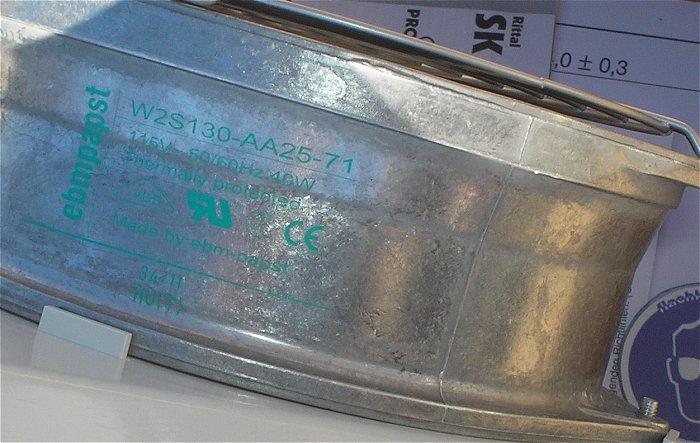 Rittal
SK
PRO
,0 ± 0,3
ebmpapst
W2S130-AA25-71
115V~ 50/60Hz 40W
Thermally protected
Made by ebm-papst
CE
34/11